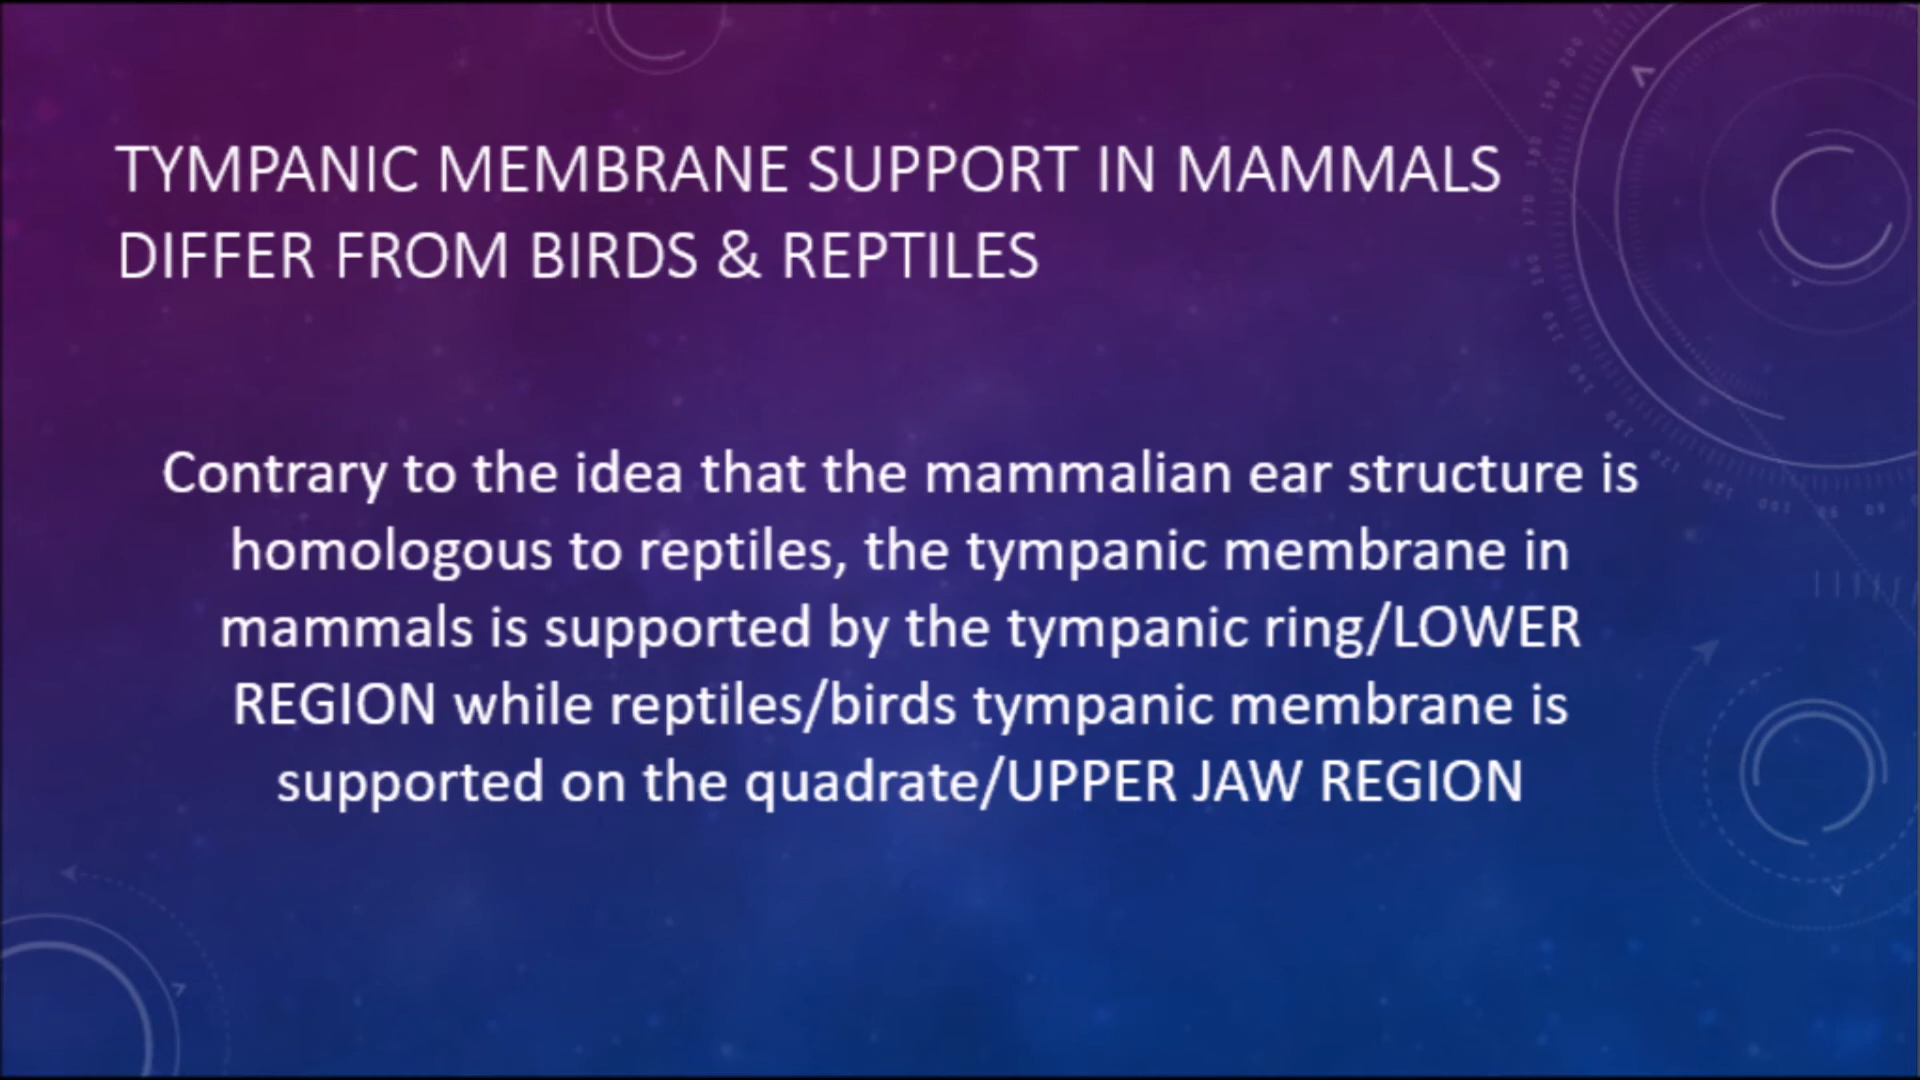 TYMPANIC MEMBRANE SUPPORT IN MAMMALS
DIFFER FROM BIRDS & REPTILES
Contrary to the idea that the mammalian ear structure is
homologous to reptiles, the tympanic membrane in
mammals is supported by the tympanic ring/LOWER
REGION while reptiles/birds tympanic membrane is
supported on the quadrate/UPPER JAW REGION